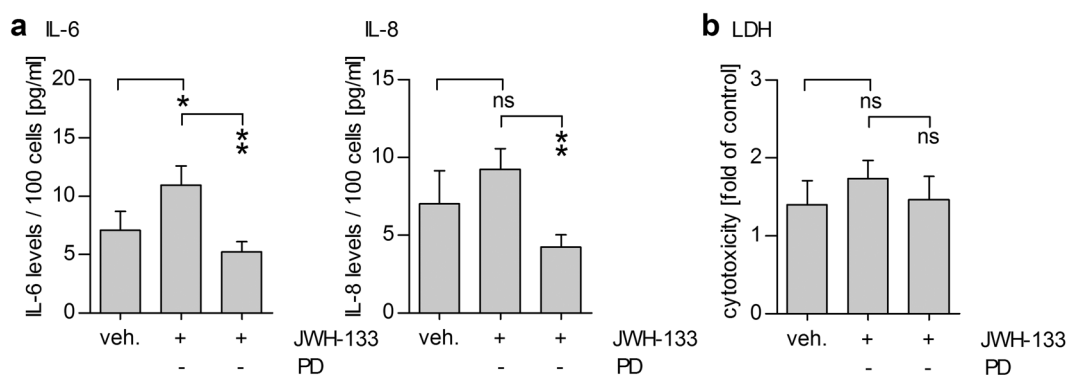 a IL-6
IL-6 levels / 100 cells [pg/ml]
20
15
10
5
0
*
**
veh. + + JWH-133
- - PD
IL-8
IL-8 levels / 100 cells [pg/ml]
15
10
5
0
ns
**
veh. + + JWH-133
- - PD
b LDH
cytotoxicity [fold of control]
3
2
1
0
ns
ns
veh. + + JWH-133
- - PD